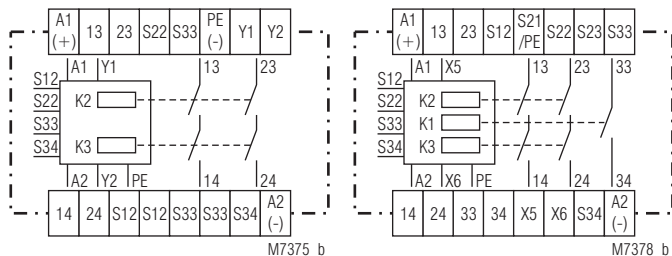 A1 (+) 13 23 S22 S33 PE (-) Y1 Y2
A1 Y1 13 23
S12
S22
S33
S34
K2
K3
A2 Y2 PE 14 24
14 24 S12 S12 S33 S33 S34 A2 (-)
M7375 b
A1 (+) 13 23 S12 S21 /PE S22 S23 S33
A1 X5 13 23 33
S12
S22
S33
S34
K2
K1
K3
A2 X6 PE 14 24 34
14 24 33 34 X5 X6 S34 A2 (-)
M7378 b